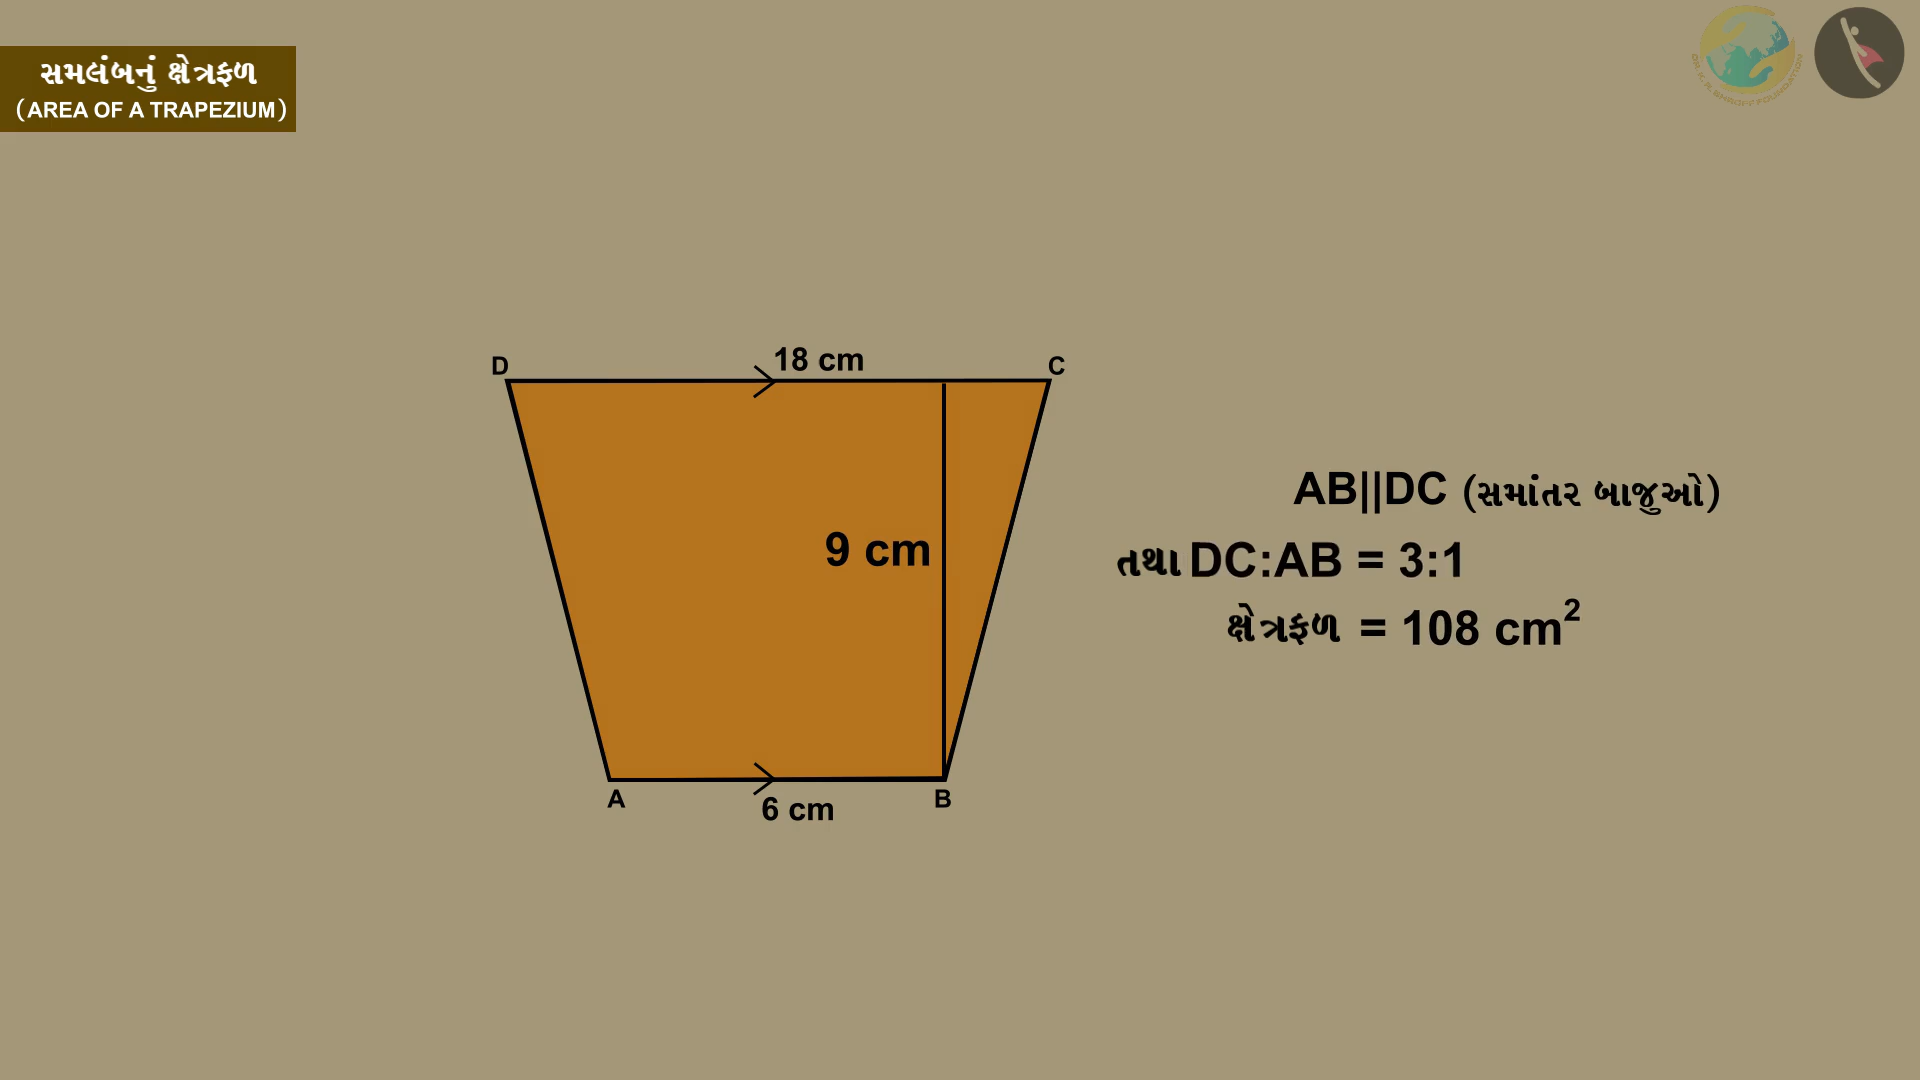 સમલંબનું ક્ષેત્રફળ
(AREA OF A TRAPEZIUM)
D
18 cm
C
9 cm
A
B
6 cm
AB||DC (સમાંતર બાજુઓ)
તથા DC:AB = 3:1
ક્ષેત્રફળ = 108 cm²